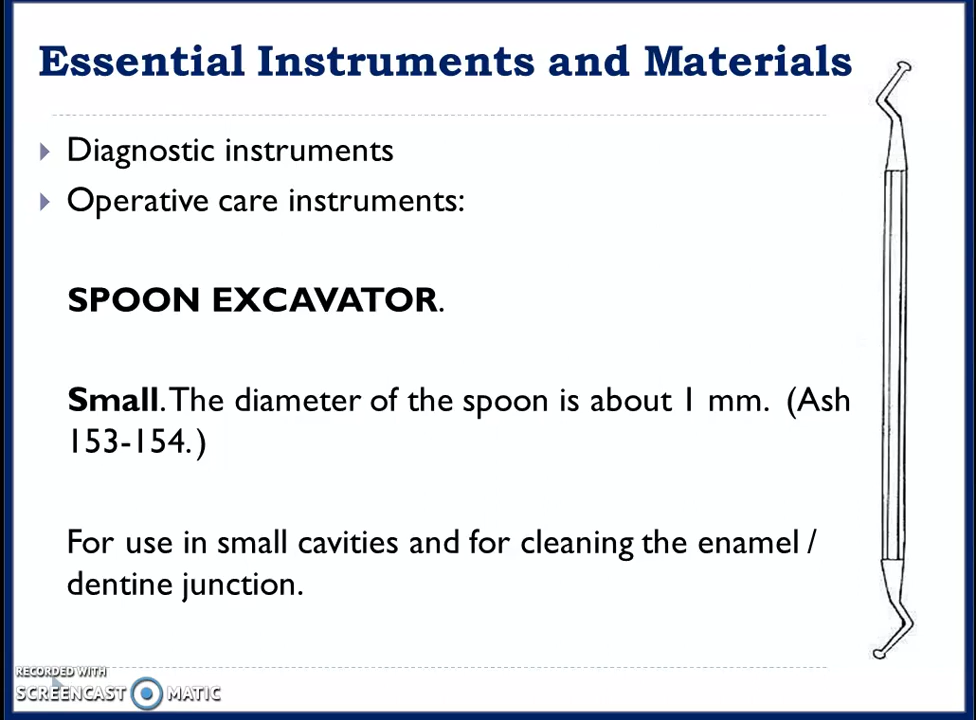 Essential Instruments and Materials
Diagnostic instruments
Operative care instruments:
SPOON EXCAVATOR.
Small. The diameter of the spoon is about 1 mm. (Ash
153-154.)
For use in small cavities and for cleaning the enamel /
dentine junction.
RECORDED WITH
SCREENCAST MATIC